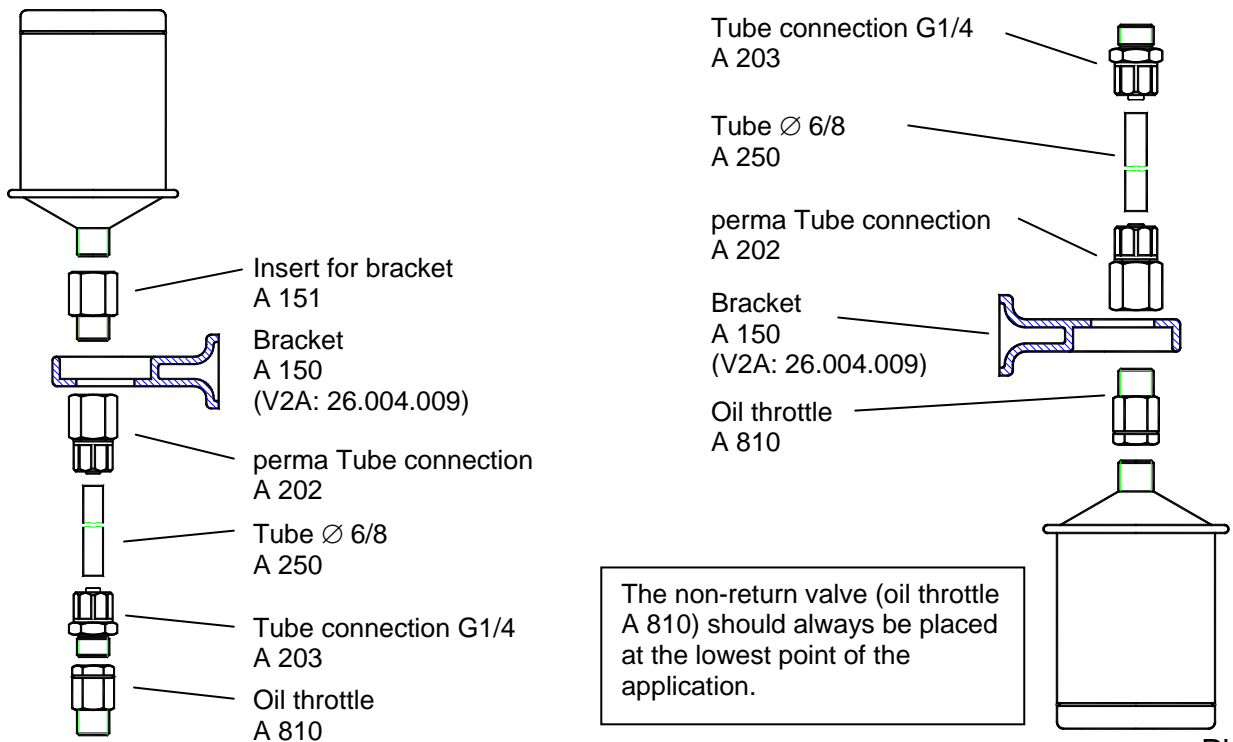 Insert for bracket
A 151
Bracket
A 150
(V2A: 26.004.009)
perma Tube connection
A 202
Tube ∅ 6/8
A 250
Tube connection G1/4
A 203
Oil throttle
A 810
Tube connection G1/4
A 203
Tube ∅ 6/8
A 250
perma Tube connection
A 202
Bracket
A 150
(V2A: 26.004.009)
Oil throttle
A 810
The non-return valve (oil throttle
A 810) should always be placed
at the lowest point of the
application.